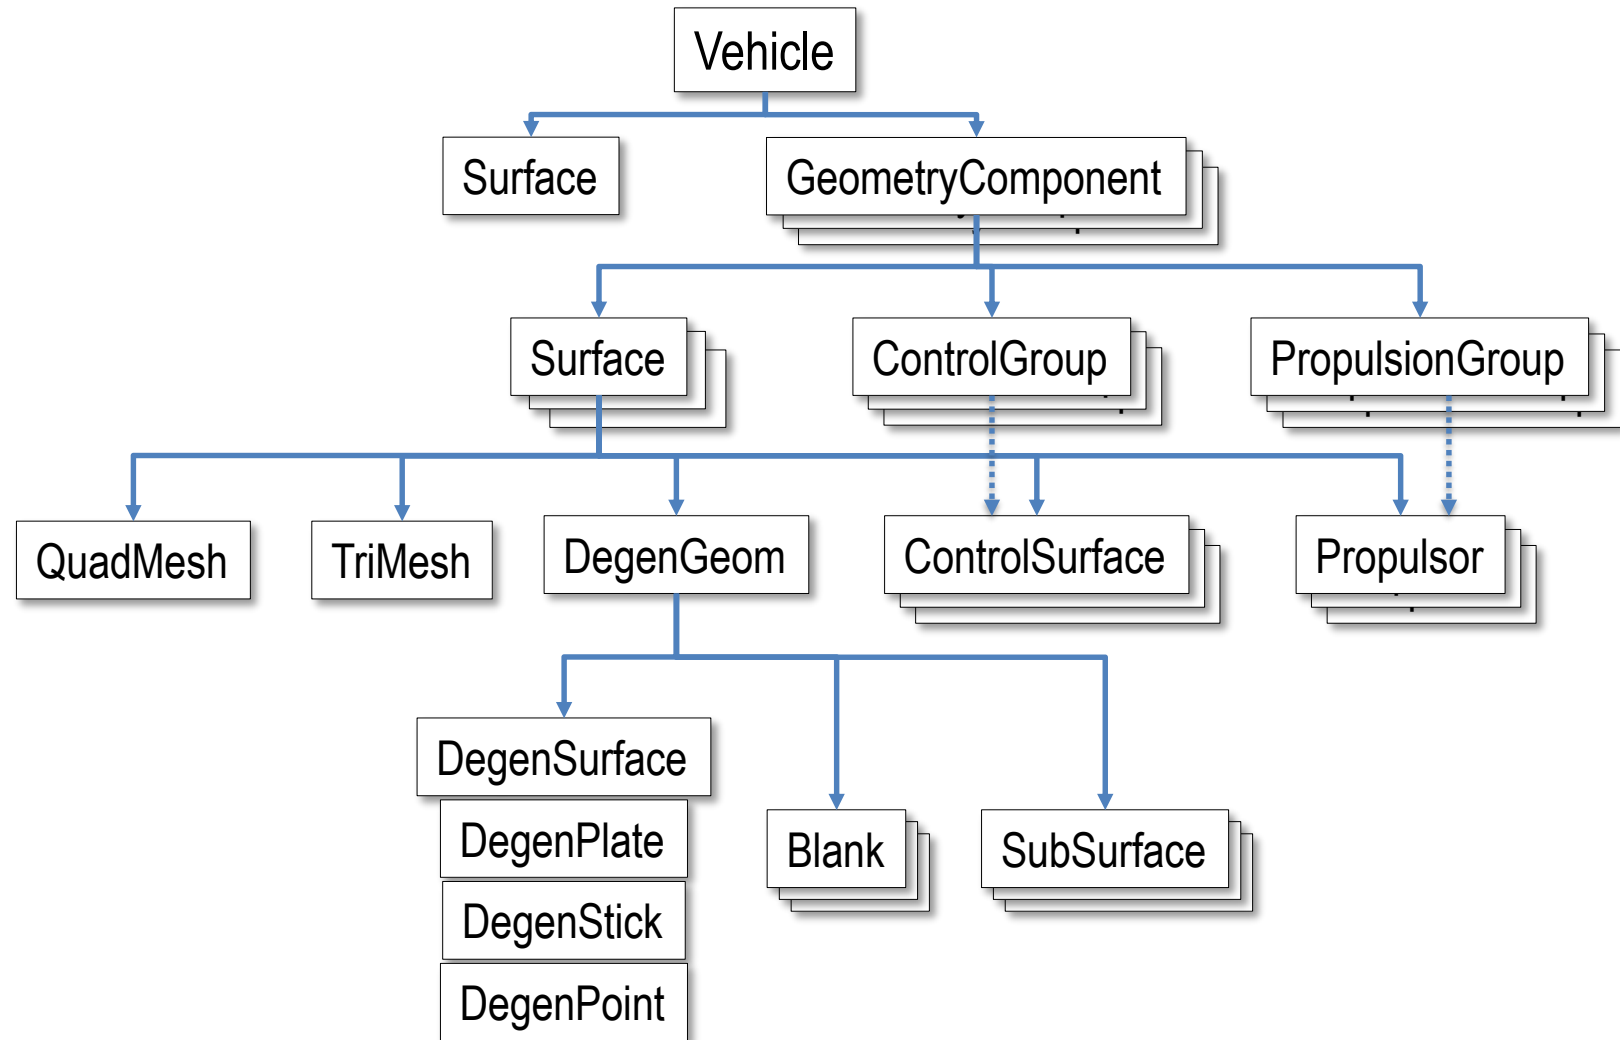 Vehicle
Surface
GeometryComponent
Surface
ControlGroup
PropulsionGroup
QuadMesh
TriMesh
DegenGeom
ControlSurface
Propulsor
DegenSurface
DegenPlate
Blank
SubSurface
DegenStick
DegenPoint